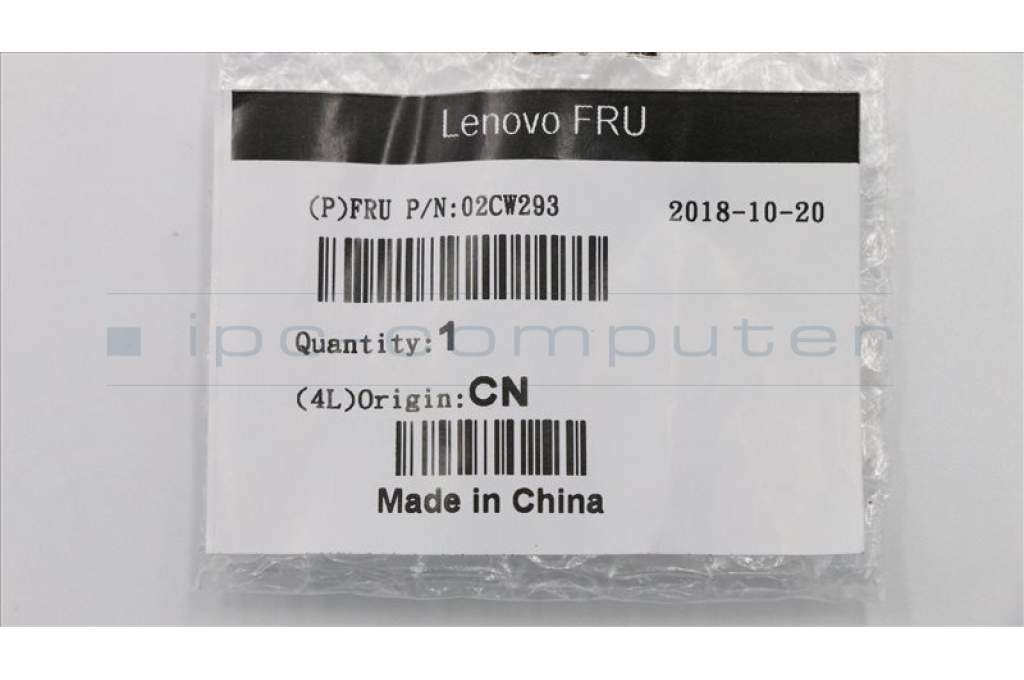 Lenovo FRU
(P)FRU P/N:02CW293 2018-10-20
ipc computer
Quantity:1
(4L)Origin:CN
Made in China